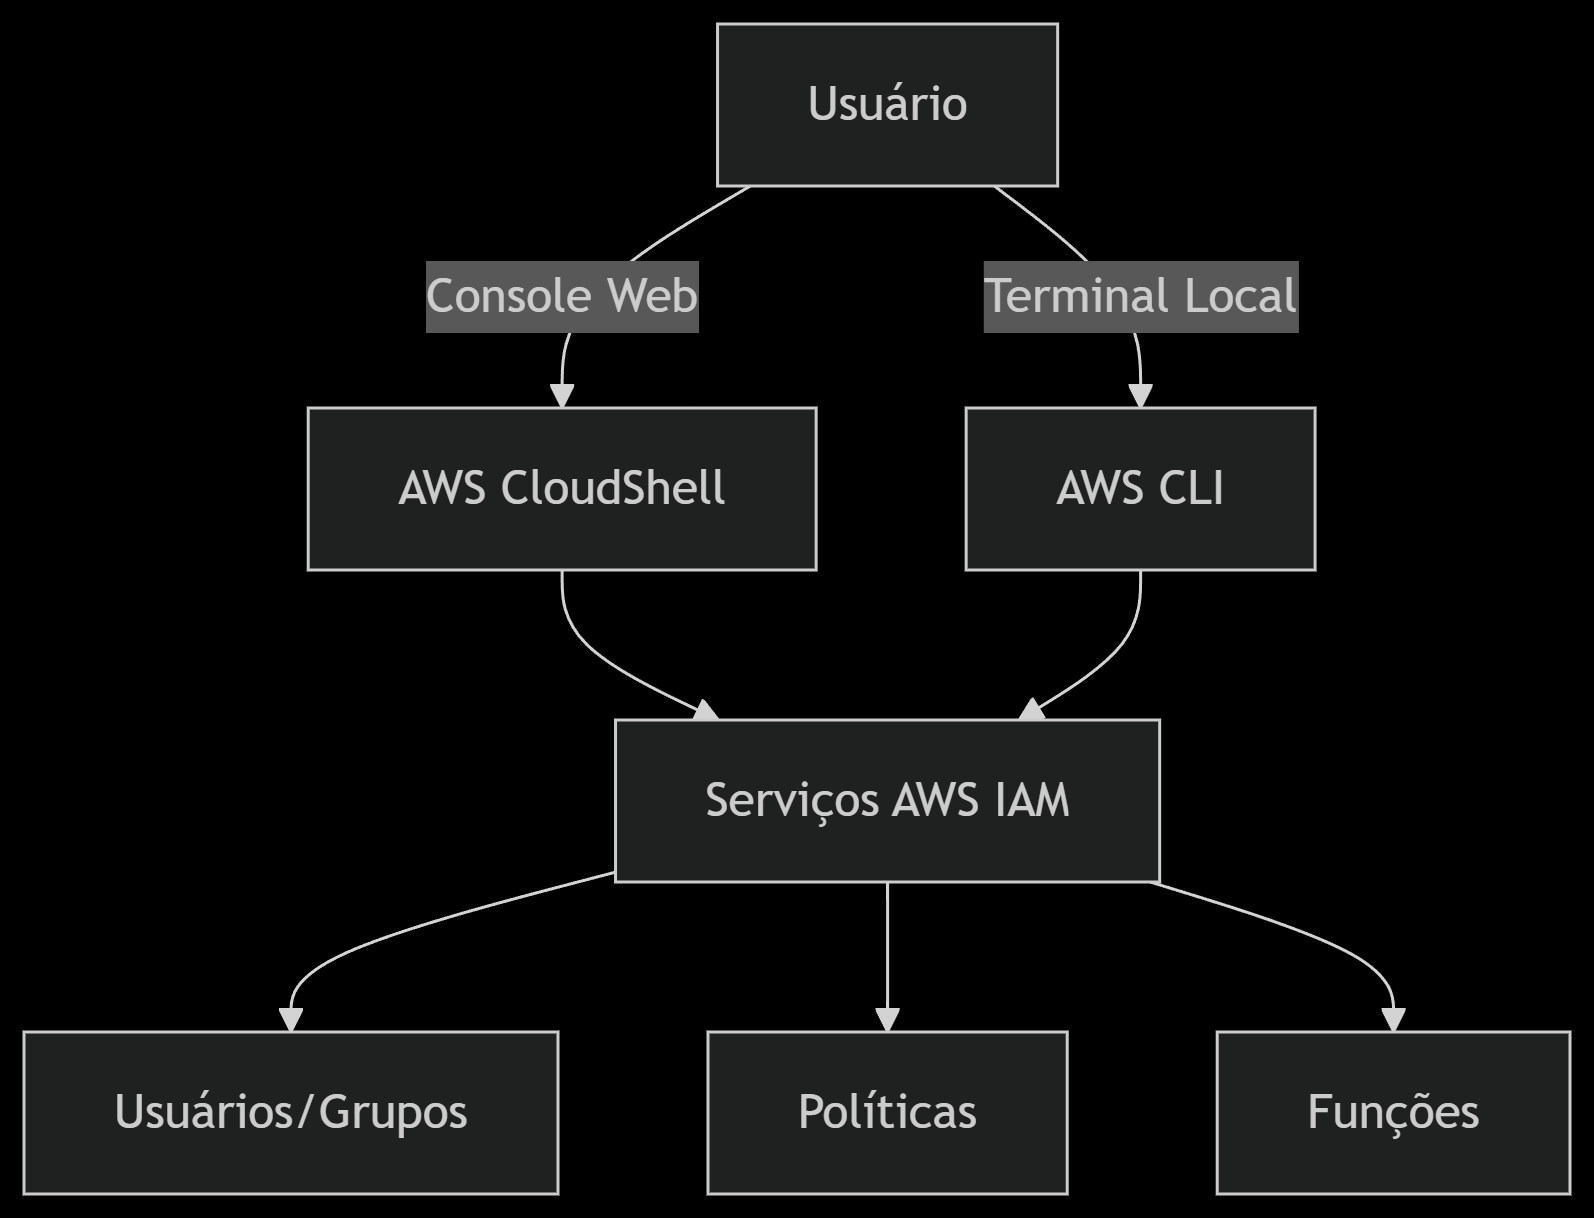 Usuário
Console Web
Terminal Local
AWS CloudShell
AWS CLI
Serviços AWS IAM
Usuários/Grupos
Políticas
Funções